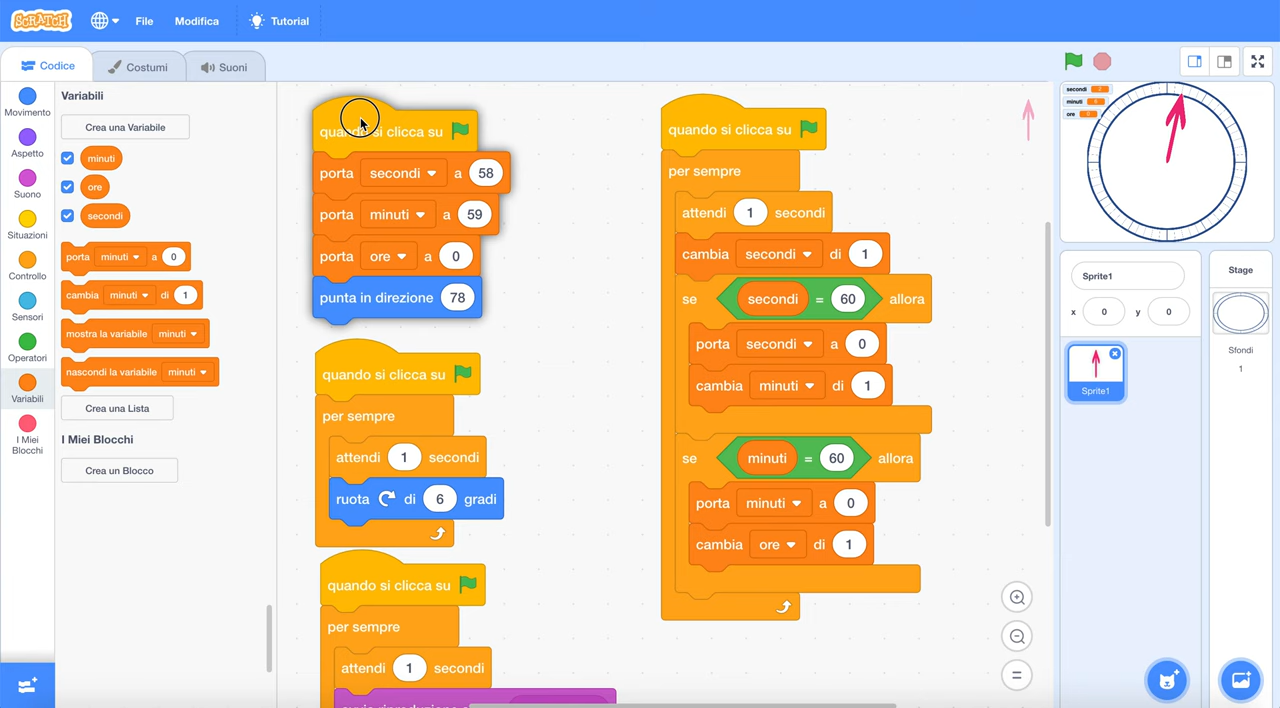 SCRATCH
File
Modifica
Tutorial
Codice
Costumi
Suoni
Movimento
Aspetto
Suono
Situazioni
Controllo
Sensori
Operatori
Variabili
I Miei
Blocchi
Variabili
Crea una Variabile
minuti
ore
secondi
porta minuti a 0
cambia minuti di 1
mostra la variabile minuti
nascondi la variabile minuti
Crea una Lista
I Miei Blocchi
Crea un Blocco
quando si clicca su
porta secondi a 58
porta minuti a 59
porta ore a 0
punta in direzione 78
quando si clicca su
per sempre
attendi 1 secondi
ruota di 6 gradi
quando si clicca su
per sempre
attendi 1 secondi
quando si clicca su
per sempre
attendi 1 secondi
cambia secondi di 1
se secondi = 60 allora
porta secondi a 0
cambia minuti di 1
se minuti = 60 allora
porta minuti a 0
cambia ore di 1
secondi
minuti
ore
Sprite1
x 0 y 0
Sprite1
Stage
Sfondi
1